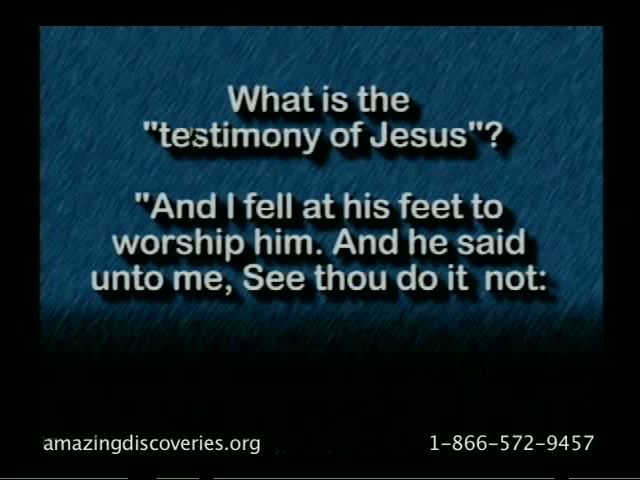 What is the
"testimony of Jesus"?
"And I fell at his feet to
worship him. And he said
unto me, See thou do it not:
amazingdiscoveries.org
1-866-572-9457